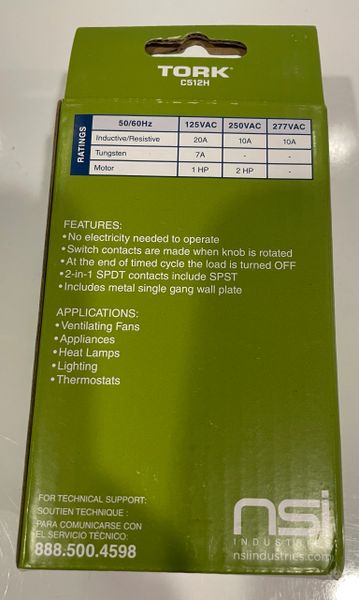 TORK
C512H
RATINGS
50/60Hz 125VAC 250VAC 277VAC
Inductive/Resistive 20A 10A 10A
Tungsten 7A - -
Motor 1 HP 2 HP -
FEATURES:
•No electricity needed to operate
•Switch contacts are made when knob is rotated
•At the end of timed cycle the load is turned OFF
•2-in-1 SPDT contacts include SPST
•Includes metal single gang wall plate
APPLICATIONS:
•Ventilating Fans
•Appliances
•Heat Lamps
•Lighting
•Thermostats
FOR TECHNICAL SUPPORT:
SOUTIEN TECHNIQUE :
PARA COMUNICARSE CON
EL SERVICIO TÉCNICO:
888.500.4598
nsi
INDUSTRIES
nsiindustries.com